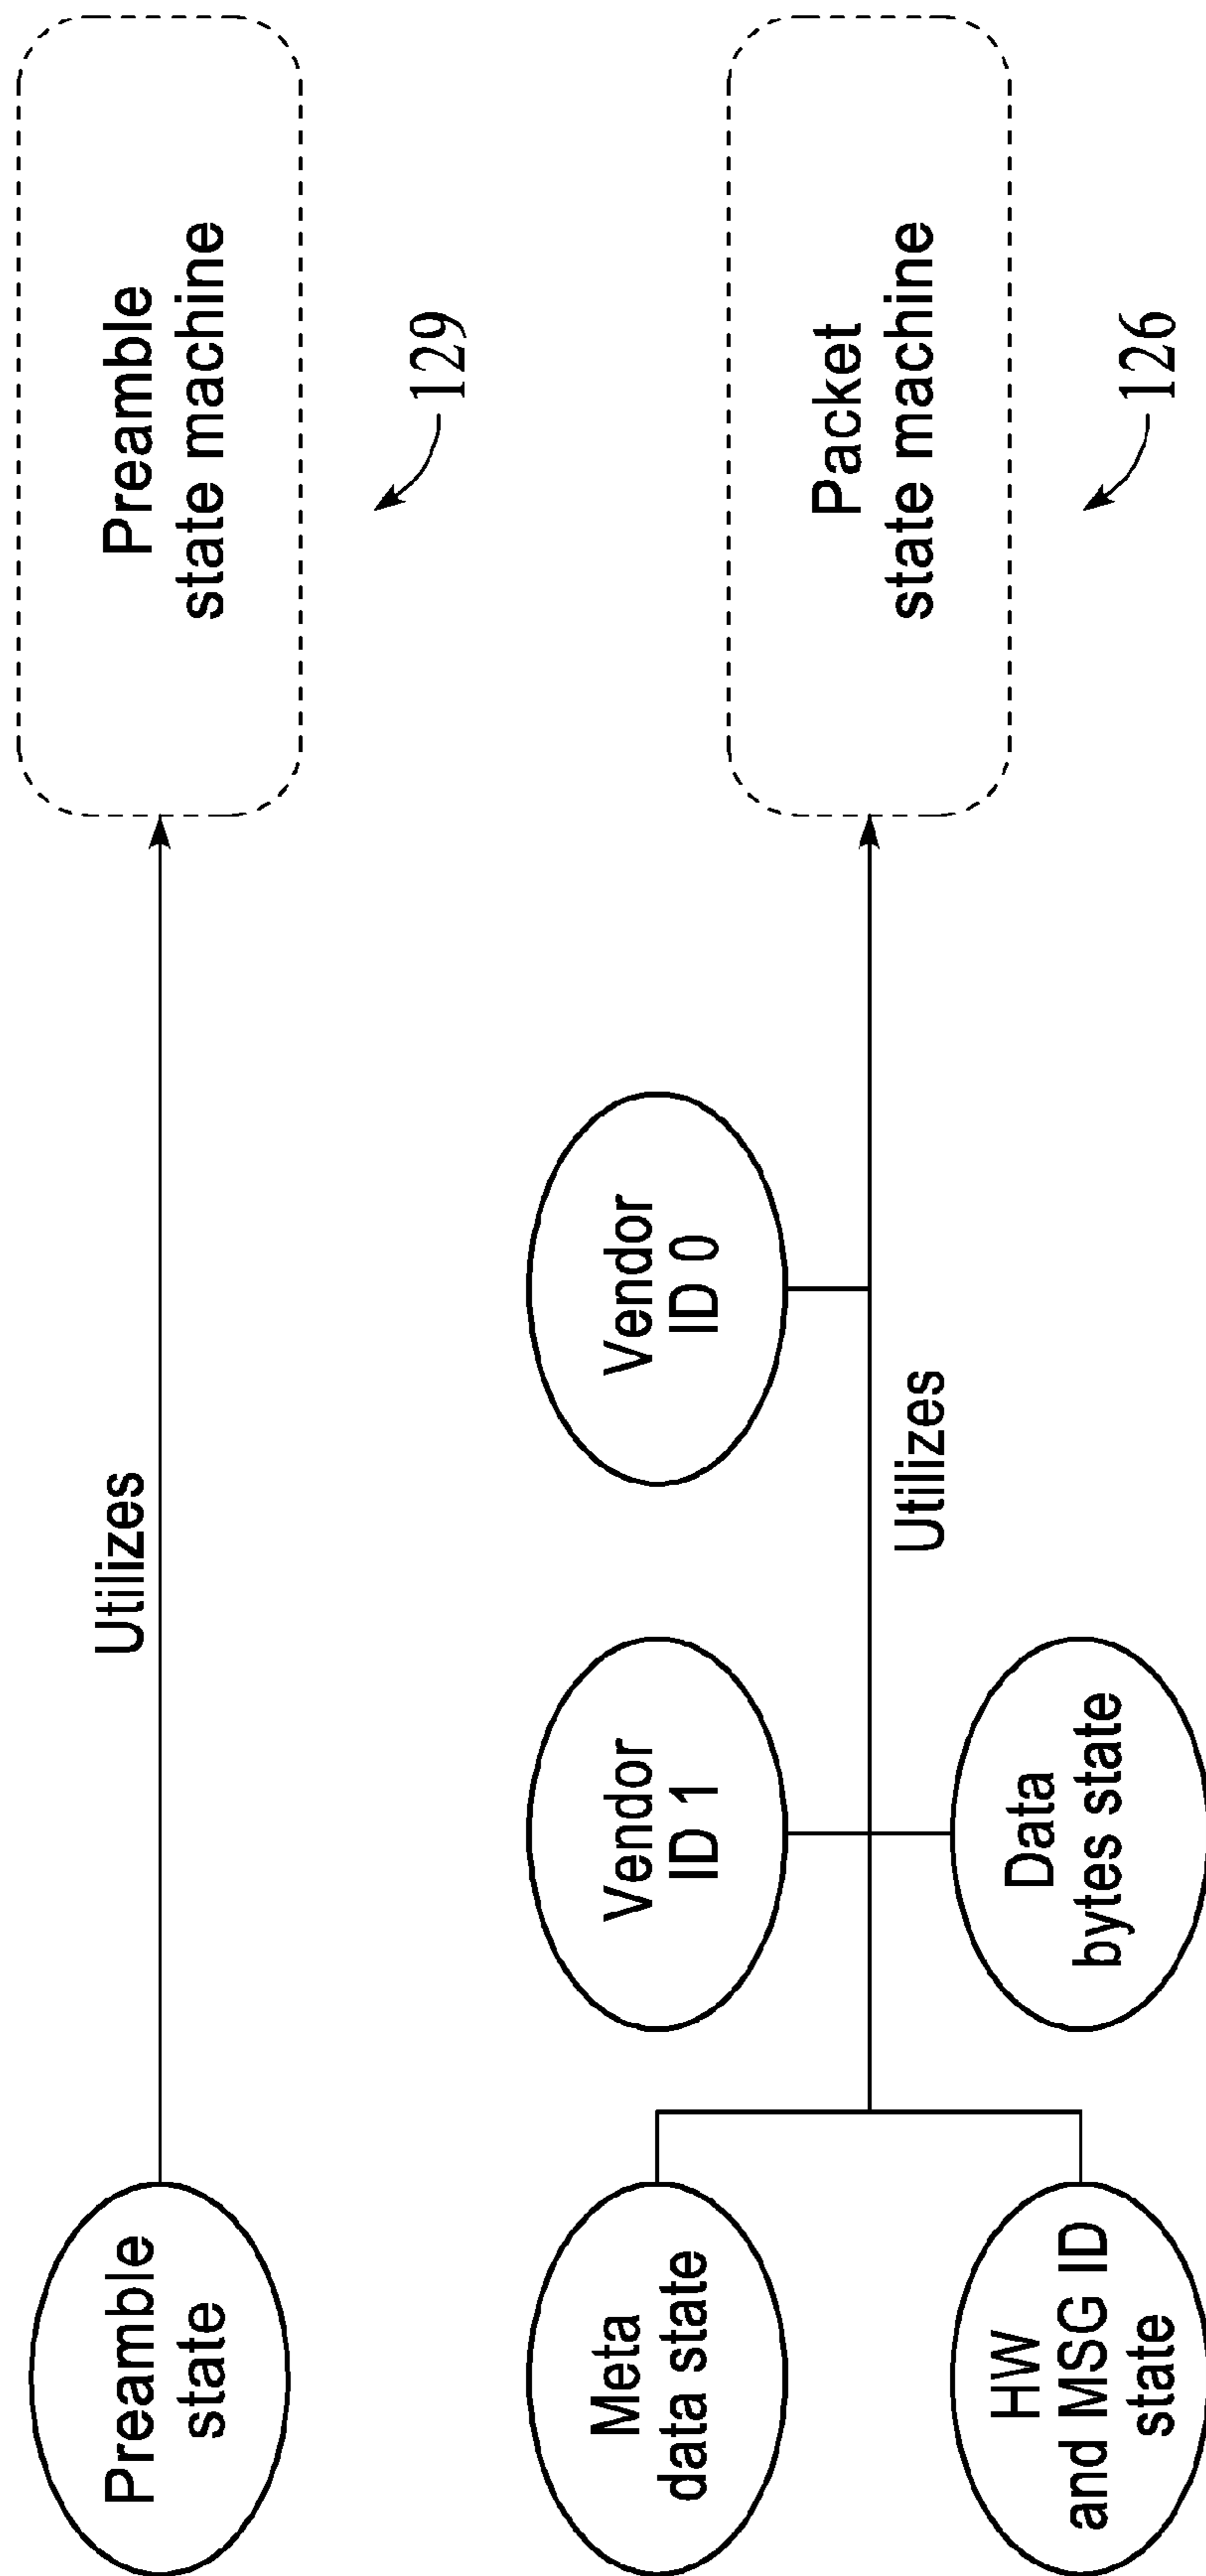 Preamble
state
Utilizes
Preamble
state machine
129
Meta
data state
Vendor
ID 1
Vendor
ID 0
Utilizes
Packet
state machine
126
HW
and MSG ID
state
Data
bytes state